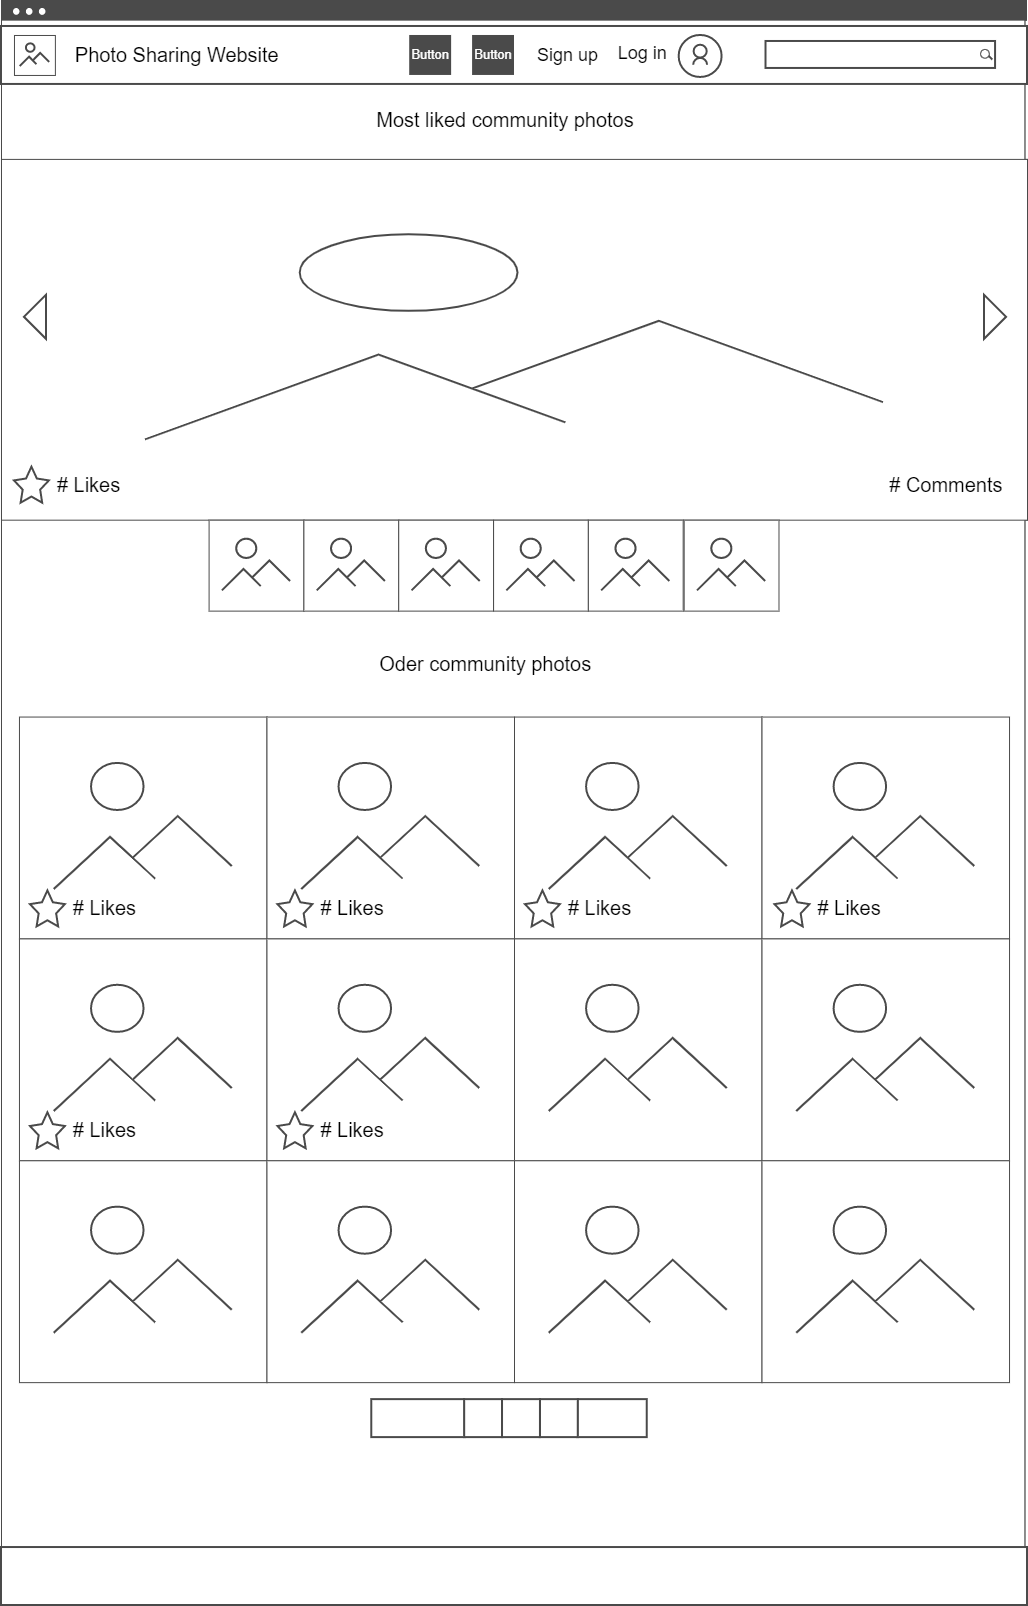 Photo Sharing Website
Button
Button
Sign up
Log in
Most liked community photos
# Likes
# Comments
Oder community photos
# Likes
# Likes
# Likes
# Likes
# Likes
# Likes